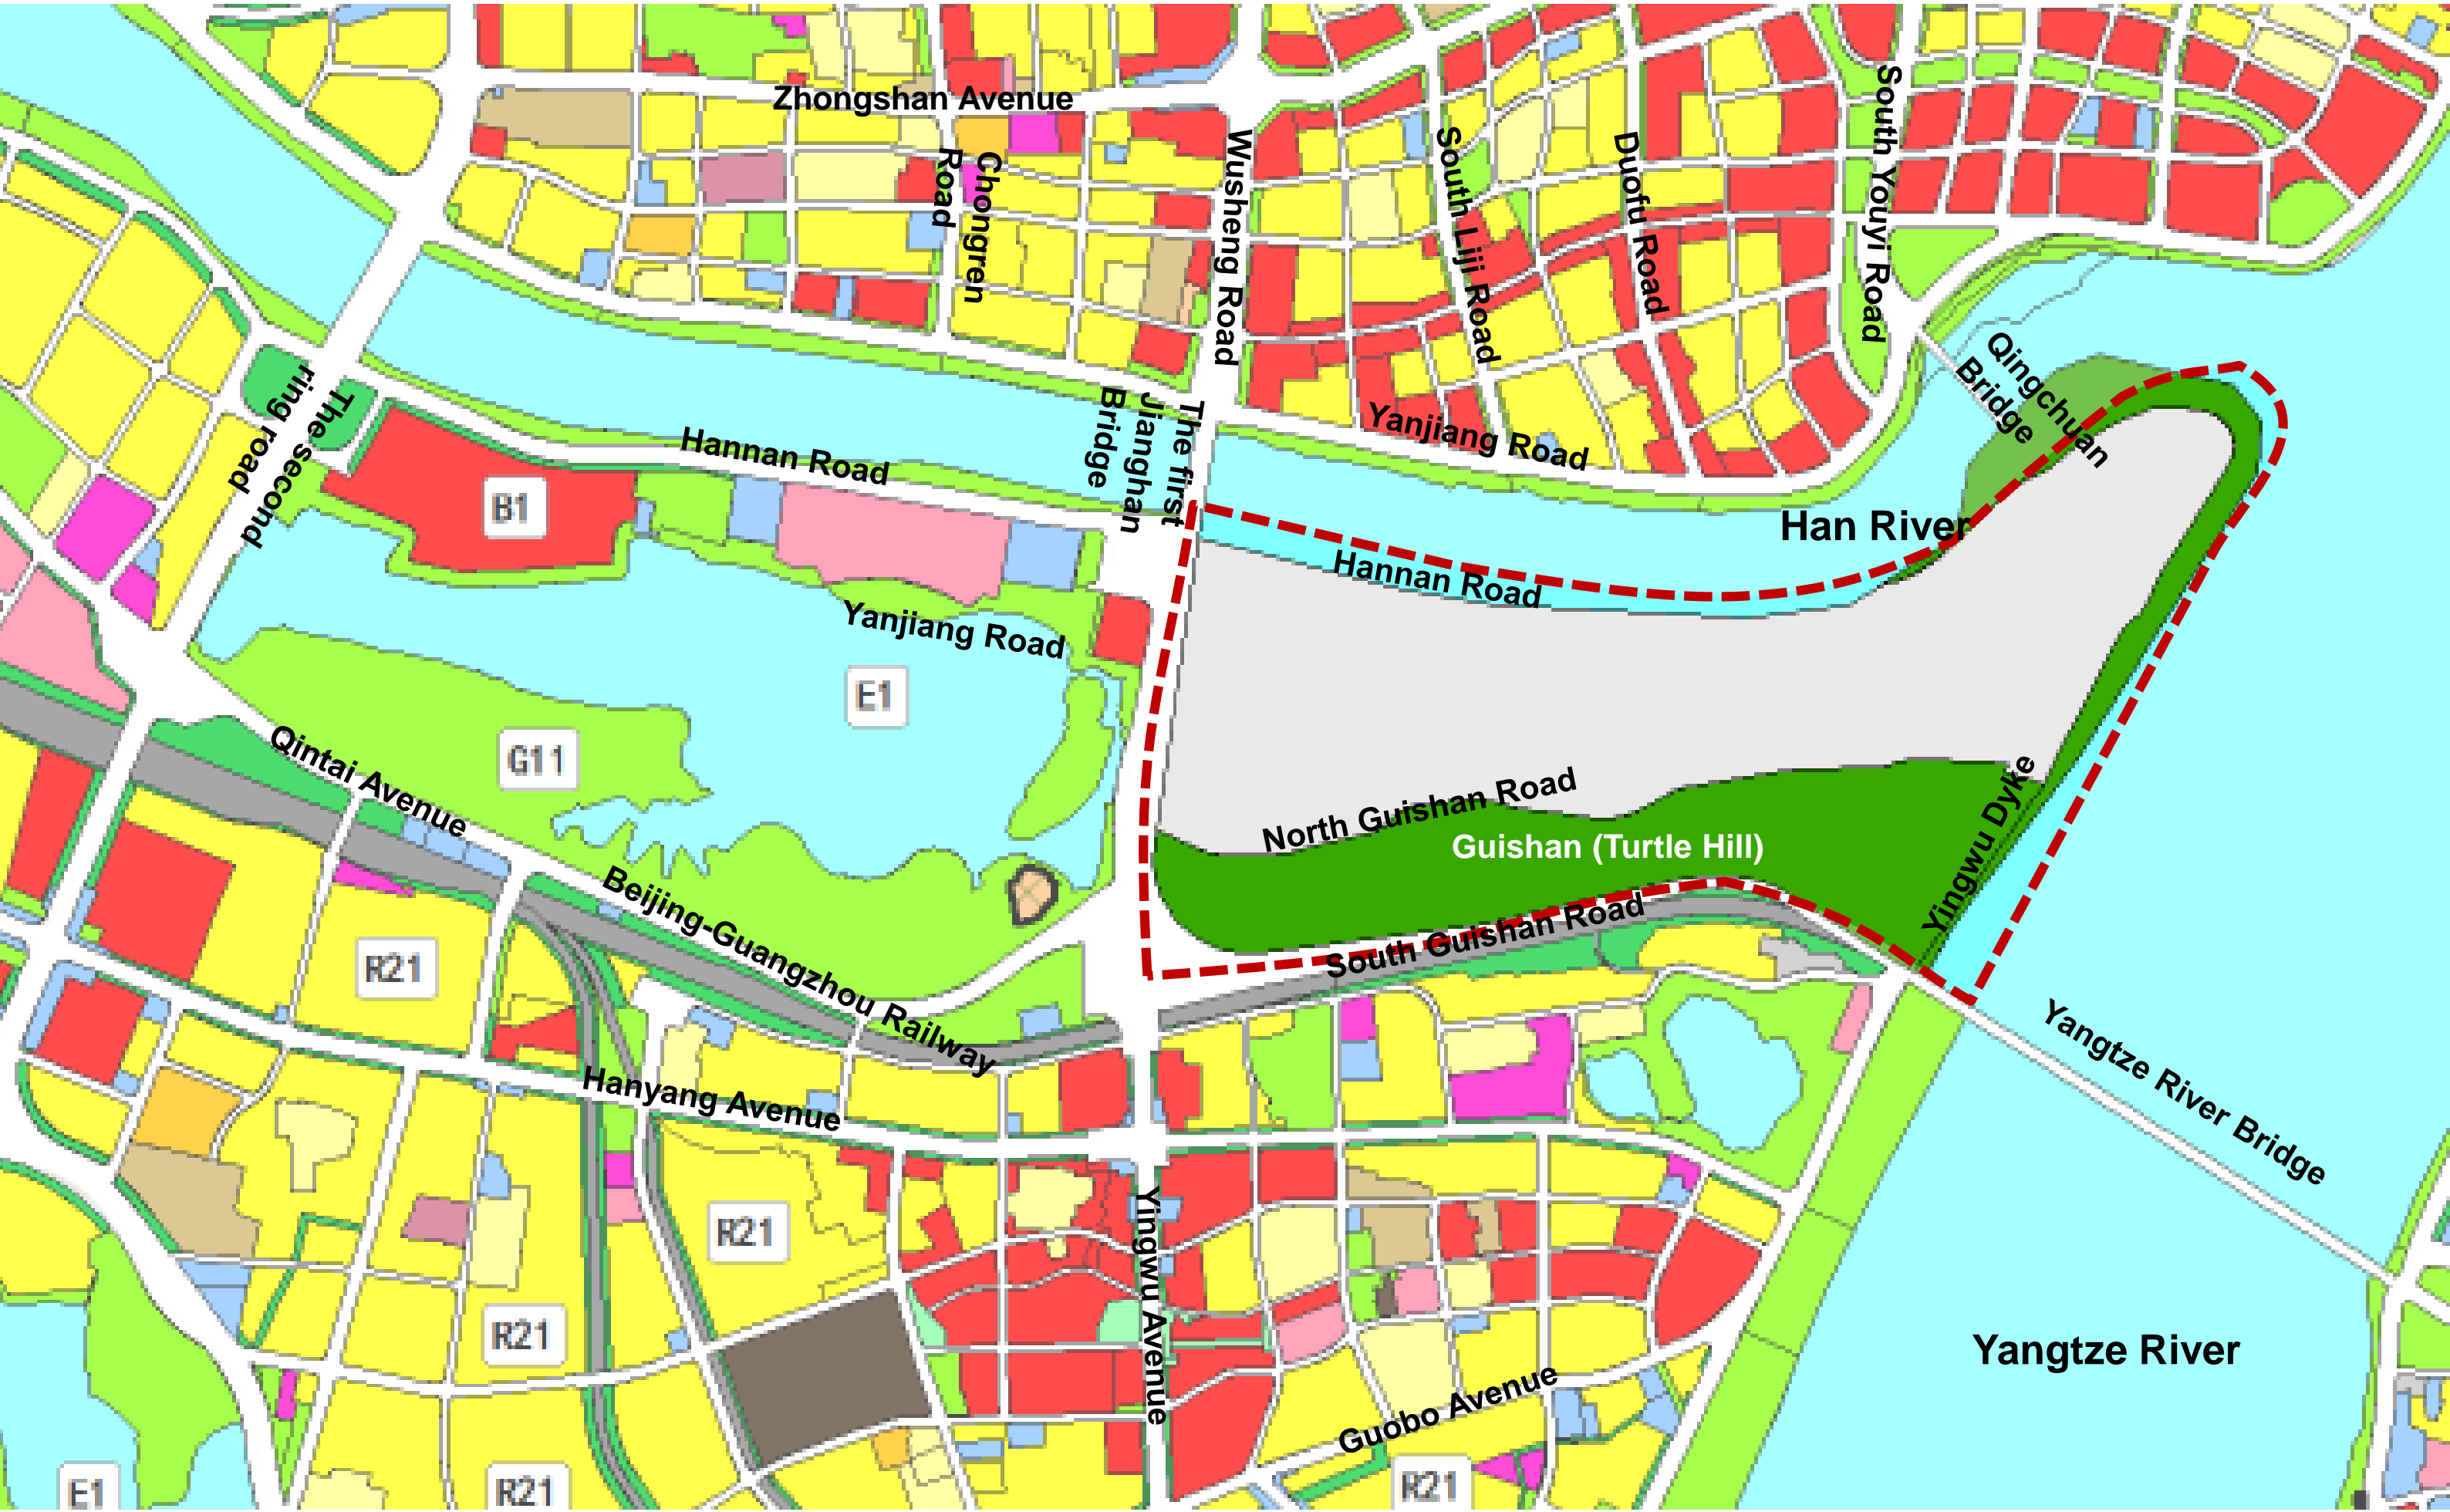 Zhongshan Avenue
Chongren
Road
Wusheng Road
South Liji Road
Duofu Road
South Youyi Road
Qingchuan
Bridge
The second
ring road
Hannan Road
The first
Jianghan
Bridge
Yanjiang Road
Han River
B1
Hannan Road
Yanjiang Road
E1
G11
Qintai Avenue
North Guishan Road
Guishan (Turtle Hill)
Yingwu Dyke
South Guishan Road
Beijing-Guangzhou Railway
R21
Yangtze River Bridge
Hanyang Avenue
R21
Yingwu Avenue
R21
Yangtze River
Guobo Avenue
E1
R21
R21